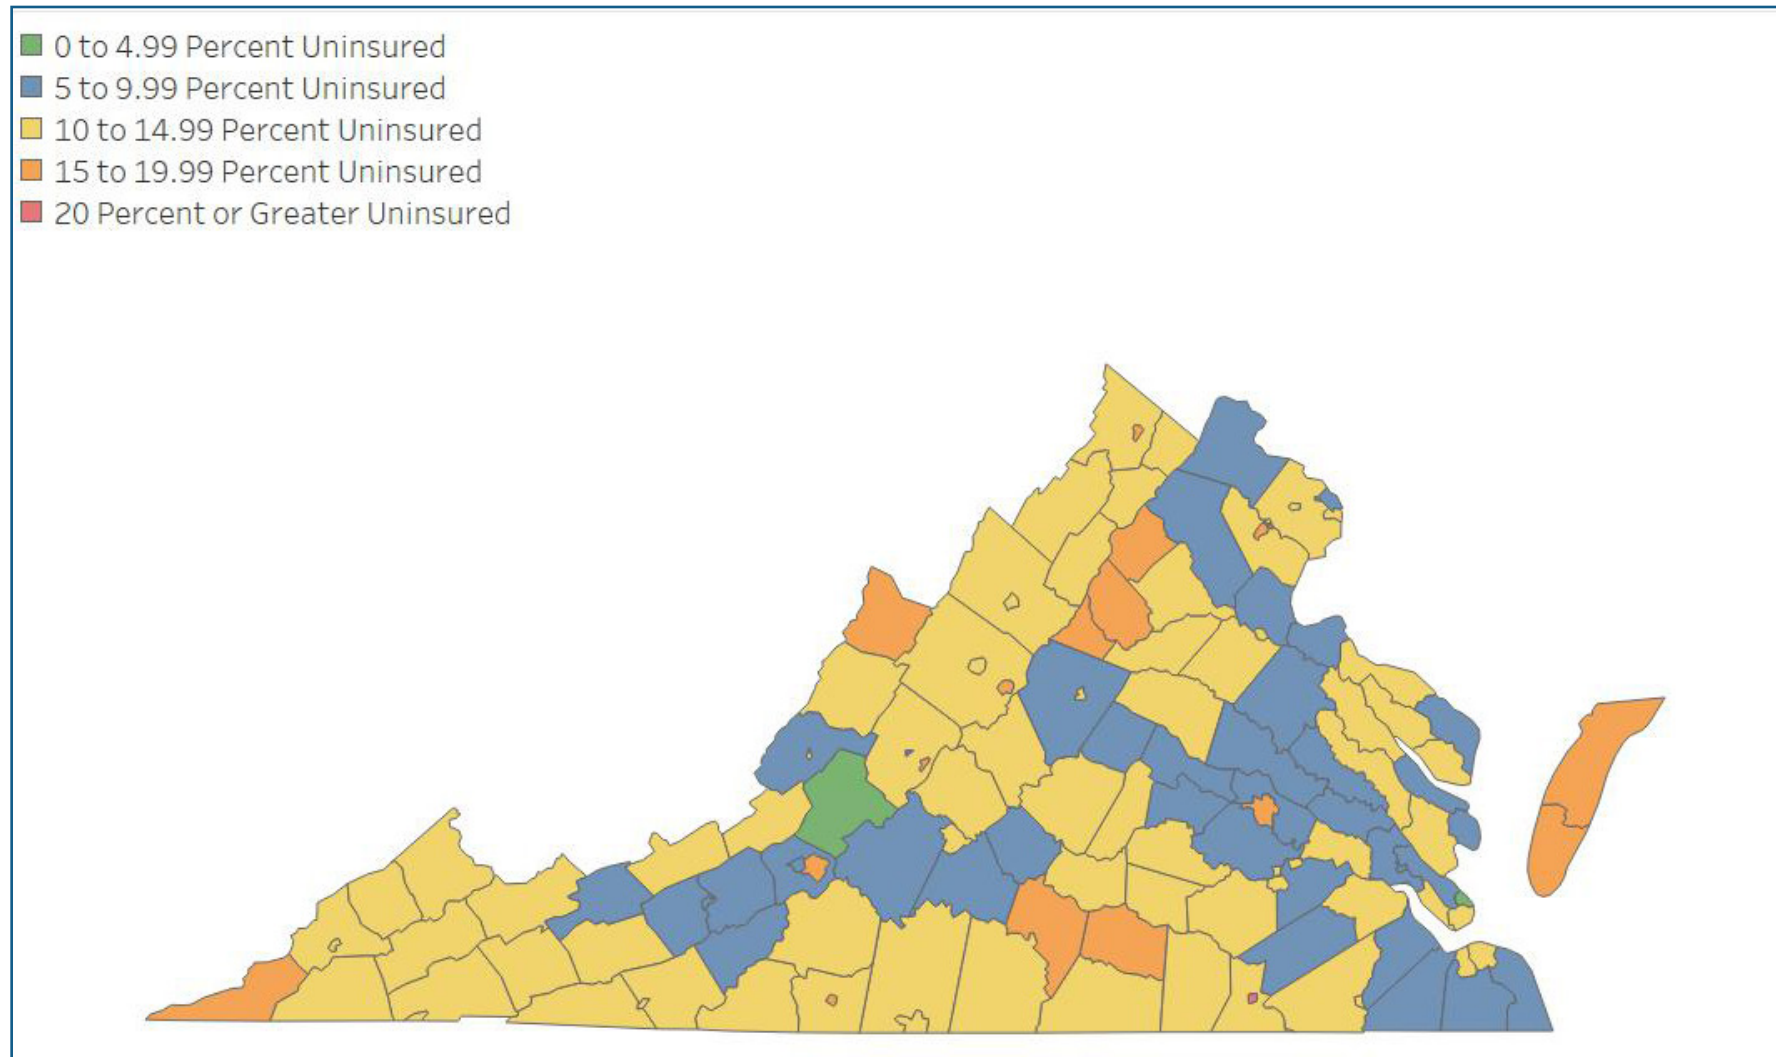 0 to 4.99 Percent Uninsured
5 to 9.99 Percent Uninsured
10 to 14.99 Percent Uninsured
15 to 19.99 Percent Uninsured
20 Percent or Greater Uninsured